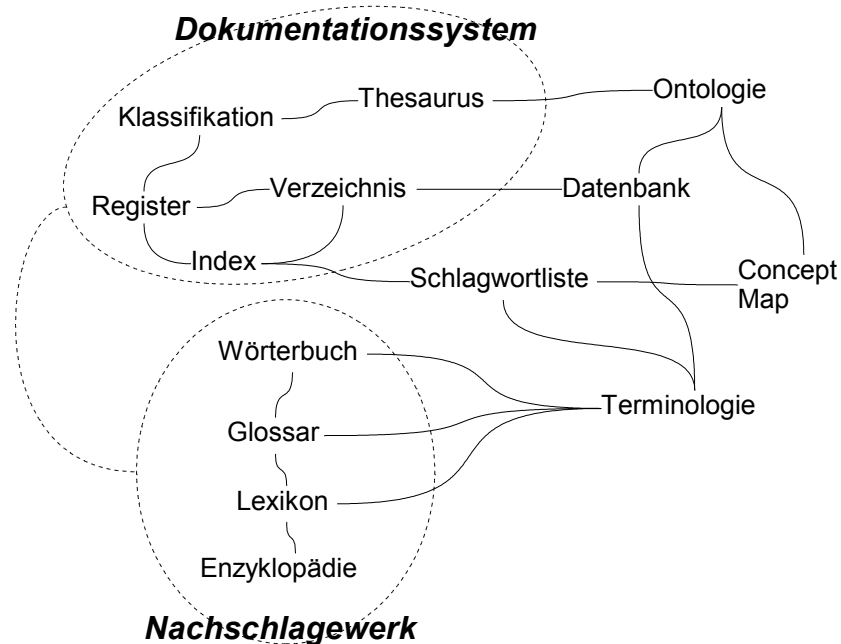 Dokumentationssystem
Thesaurus
Ontologie
Klassifikation
Verzeichnis
Datenbank
Register
Index
Schlagwortliste
Concept
Map
Wörterbuch
Terminologie
Glossar
Lexikon
Enzyklopädie
Nachschlagewerk